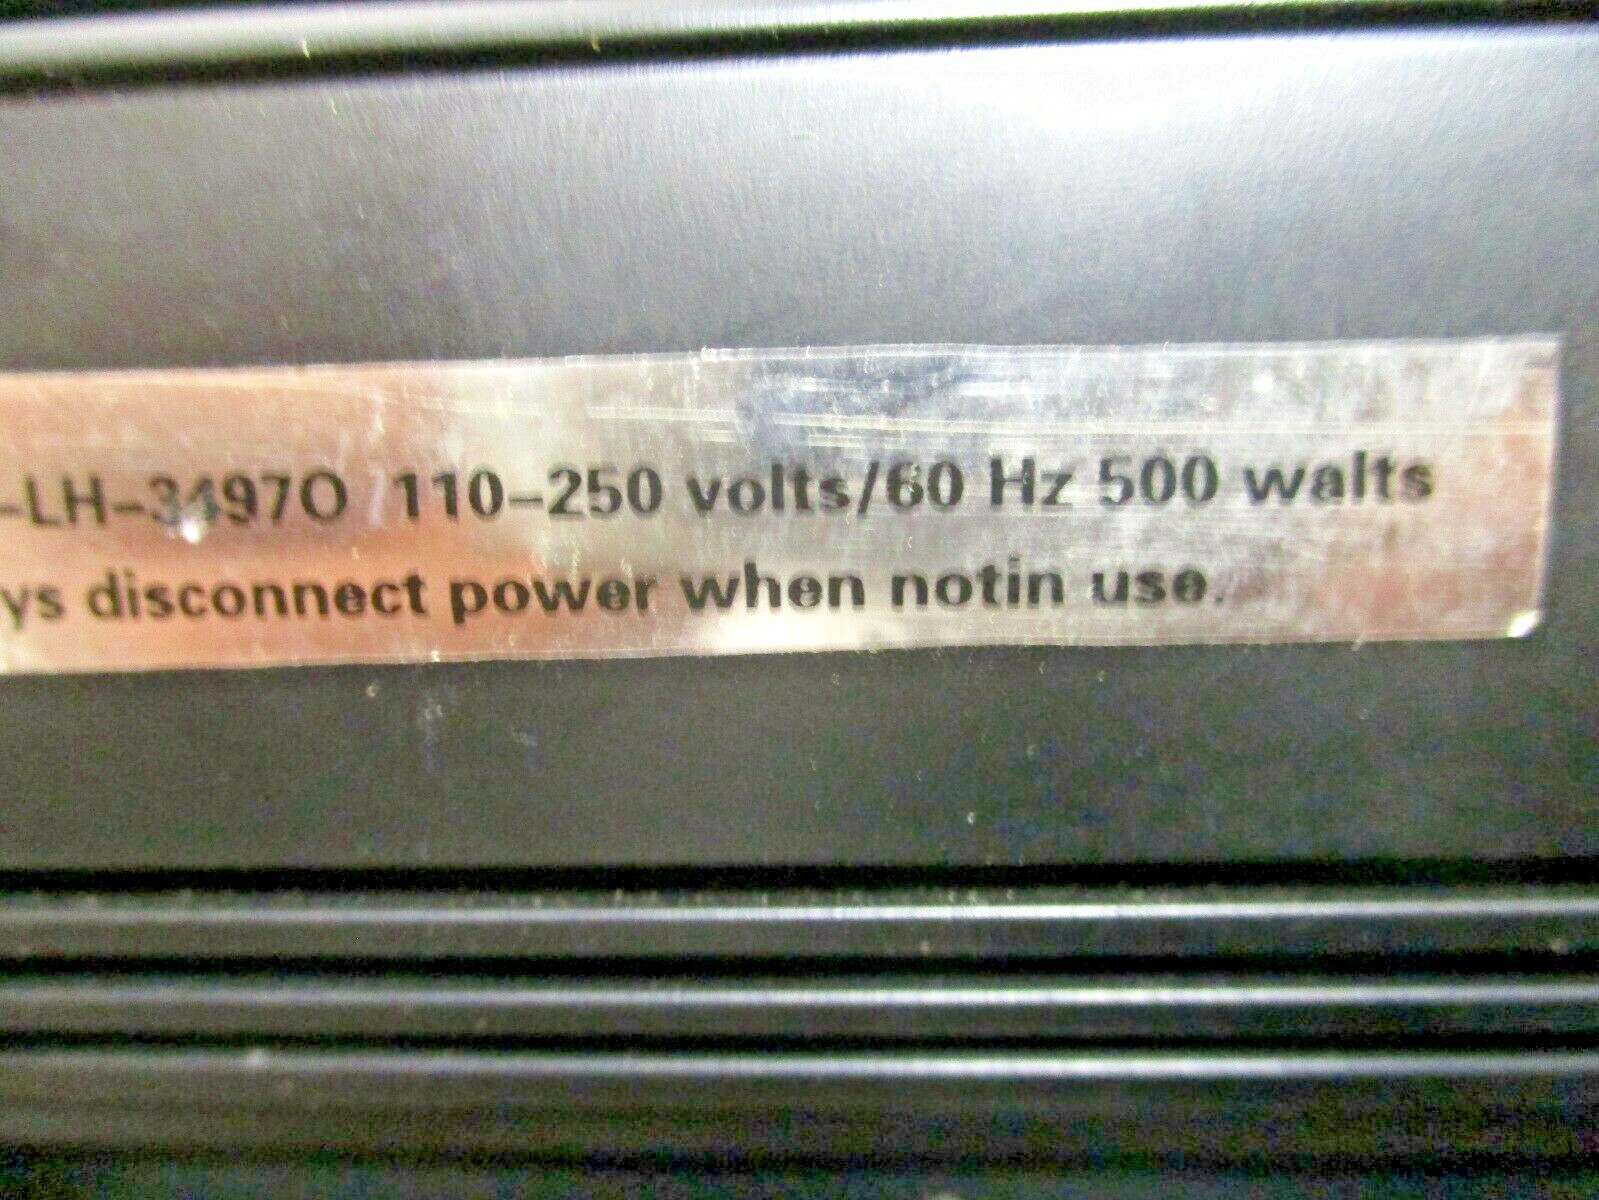 -LH-3497O 110-250 volts/60 Hz 500 walts
ys disconnect power when notin use.